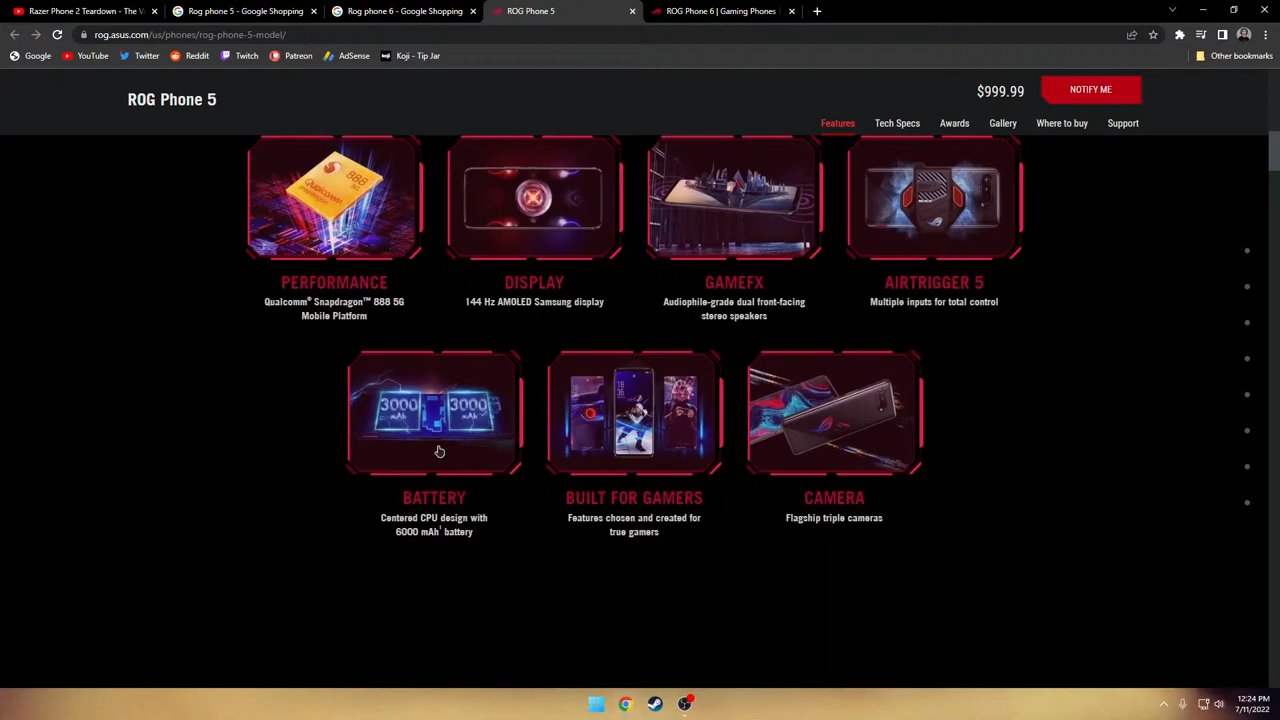 Razer Phone 2 Teardown - The V
Rog phone 5 - Google Shopping
Rog phone 6 - Google Shopping
ROG Phone 5
ROG Phone 6 | Gaming Phones
rog.asus.com/us/phones/rog-phone-5-model/
Google
YouTube
Twitter
Reddit
Twitch
Patreon
AdSense
Koji - Tip Jar
Other bookmarks
ROG Phone 5
$999.99
NOTIFY ME
Features
Tech Specs
Awards
Gallery
Where to buy
Support
Qualcomm
888
5G
PERFORMANCE
Qualcomm® Snapdragon™ 888 5G
Mobile Platform
DISPLAY
144 Hz AMOLED Samsung display
GAMEFX
Audiophile-grade dual front-facing
stereo speakers
AIRTRIGGER 5
Multiple inputs for total control
3000
mAh
3000
mAh
BATTERY
Centered CPU design with
6000 mAh¹ battery
BUILT FOR GAMERS
Features chosen and created for
true gamers
CAMERA
Flagship triple cameras
12:24 PM
7/11/2022